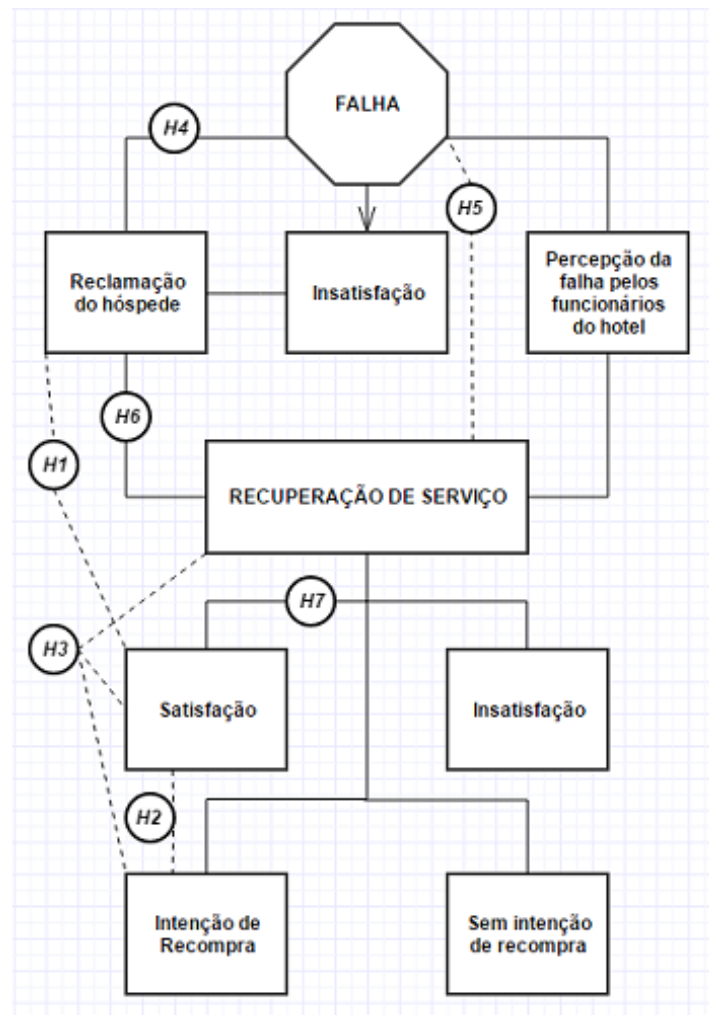 FALHA
H4
H5
Reclamação
do hóspede
Insatisfação
Percepção da
falha pelos
funcionários
do hotel
H6
H1
RECUPERAÇÃO DE SERVIÇO
H7
H3
Satisfação
Insatisfação
H2
Intenção de
Recompra
Sem intenção
de recompra